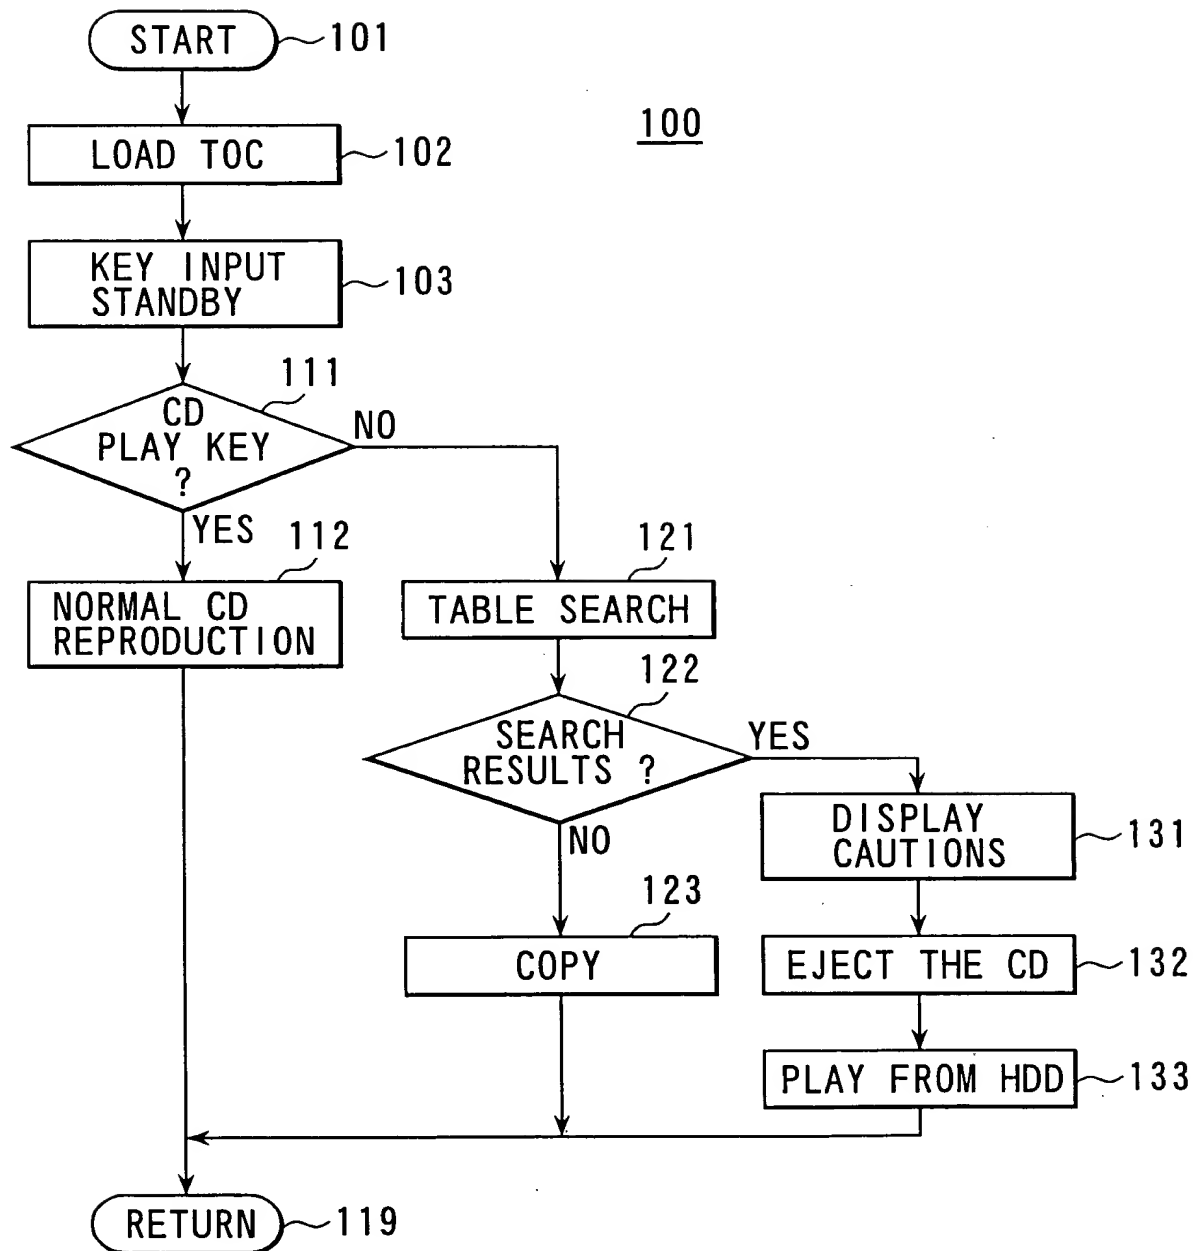 START
101
100
LOAD TOC
102
KEY INPUT
STANDBY
103
111
CD
PLAY KEY
?
NO
YES
112
NORMAL CD
REPRODUCTION
121
TABLE SEARCH
122
SEARCH
RESULTS ?
YES
NO
DISPLAY
CAUTIONS
131
123
COPY
EJECT THE CD
132
PLAY FROM HDD
133
RETURN
119